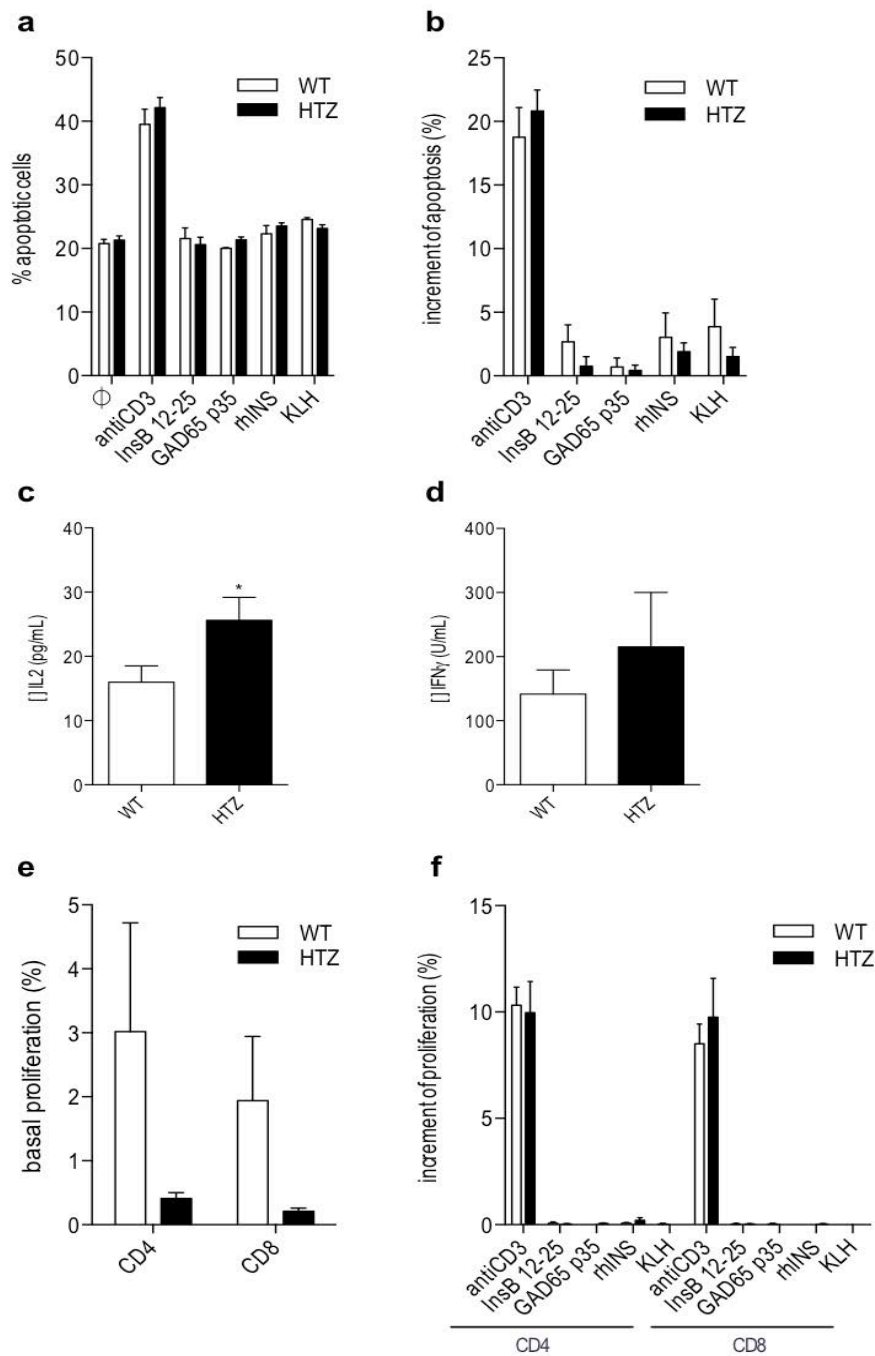 a
50
40
30
20
10
0
% apoptotic cells
WT
HTZ
Φ
antiCD3
InsB 12-25
GAD65 p35
rhINS
KLH
b
25
20
15
10
5
0
increment of apoptosis (%)
WT
HTZ
antiCD3
InsB 12-25
GAD65 p35
rhINS
KLH
c
40
30
20
10
0
[ ] IL2 (pg/mL)
*
WT
HTZ
d
400
300
200
100
0
[ ] IFNγ (U/mL)
WT
HTZ
e
5
4
3
2
1
0
basal proliferation (%)
WT
HTZ
CD4
CD8
f
15
10
5
0
increment of proliferation (%)
WT
HTZ
antiCD3
InsB 12-25
GAD65 p35
rhINS
KLH
antiCD3
InsB 12-25
GAD65 p35
rhINS
KLH
CD4
CD8